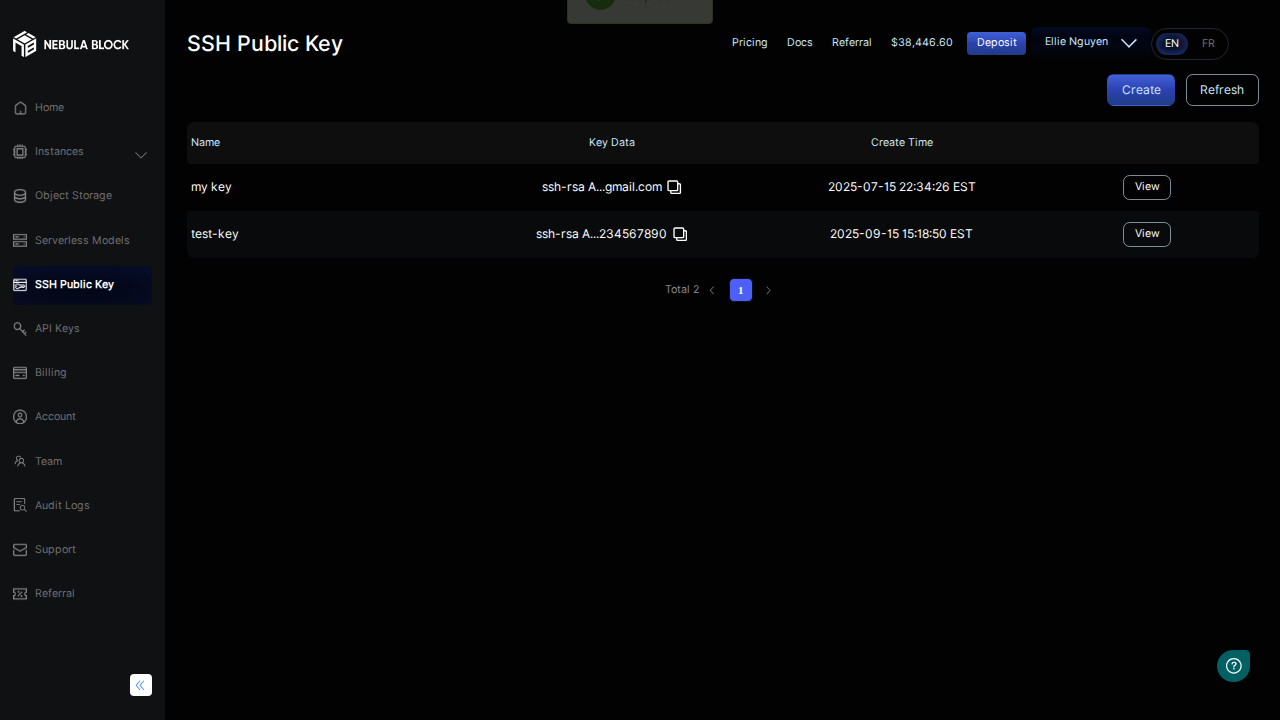 NEBULA BLOCK
SSH Public Key
Pricing
Docs
Referral
$38,446.60
Deposit
Ellie Nguyen
EN
FR
Create
Refresh
Home
Instances
Object Storage
Serverless Models
SSH Public Key
API Keys
Billing
Account
Team
Audit Logs
Support
Referral
Name Key Data Create Time
my key ssh-rsa A...gmail.com 2025-07-15 22:34:26 EST View
test-key ssh-rsa A...234567890 2025-09-15 15:18:50 EST View
Total 2
1